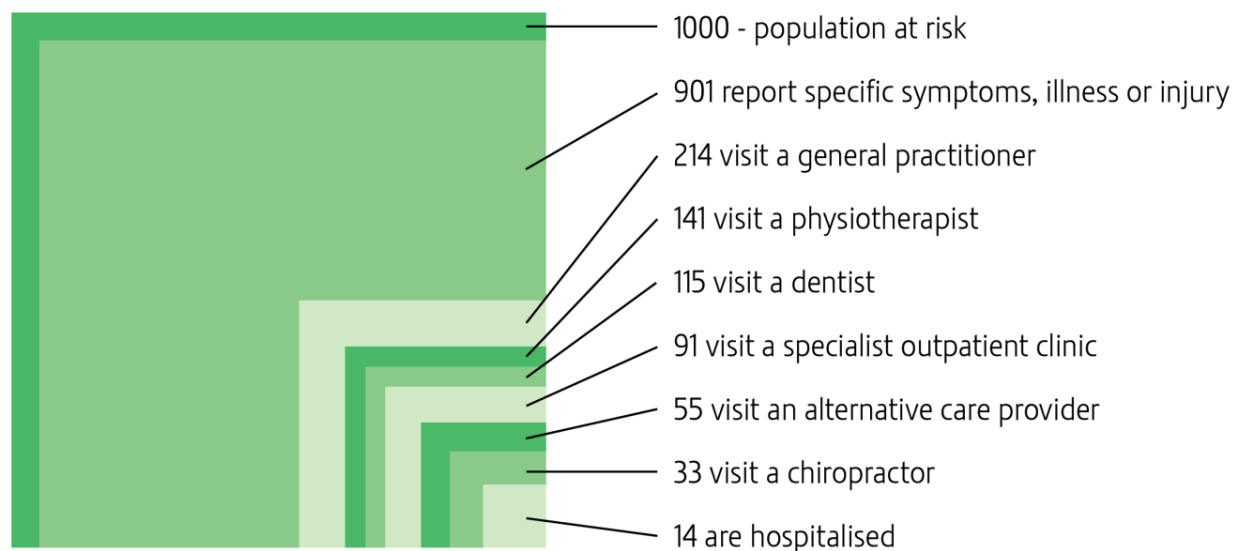 1000 - population at risk
901 report specific symptoms, illness or injury
214 visit a general practitioner
141 visit a physiotherapist
115 visit a dentist
91 visit a specialist outpatient clinic
55 visit an alternative care provider
33 visit a chiropractor
14 are hospitalised